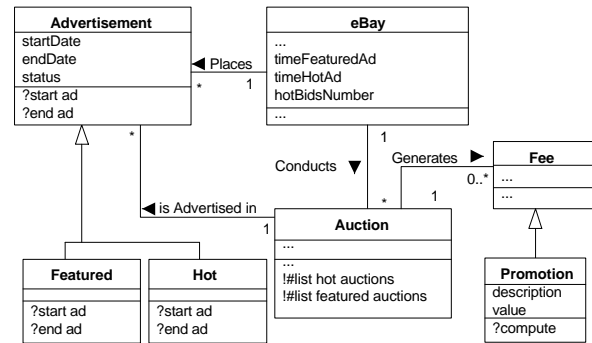 Advertisement
startDate
endDate
status
?start ad
?end ad
Places
*
1
eBay
...
timeFeaturedAd
timeHotAd
hotBidsNumber
...
*
1
Conducts
Generates
0..*
Fee
...
...
is Advertised in
1
*
1
Auction
...
...
!#list hot auctions
!#list featured auctions
Featured
?start ad
?end ad
Hot
?start ad
?end ad
Promotion
description
value
?compute